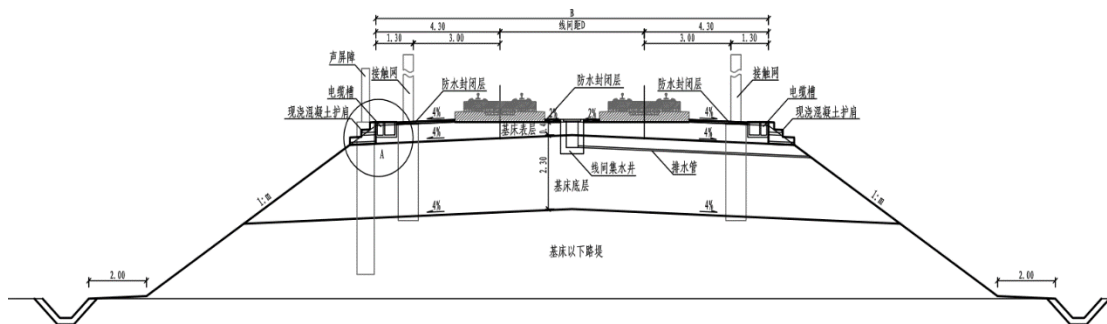 B
4.30 线间距D 4.30
1.30 3.00 3.00 1.30
声屏障 接触网 防水封闭层 防水封闭层 防水封闭层 接触网
电缆槽 电缆槽
现浇混凝土护肩 现浇混凝土护肩
4% 2% 2% 4%
基床表层
4% 4%
A
2.30
线间集水井 排水管
基床底层
1:m 1:m
4% 4%
基床以下路堤
2.00 2.00